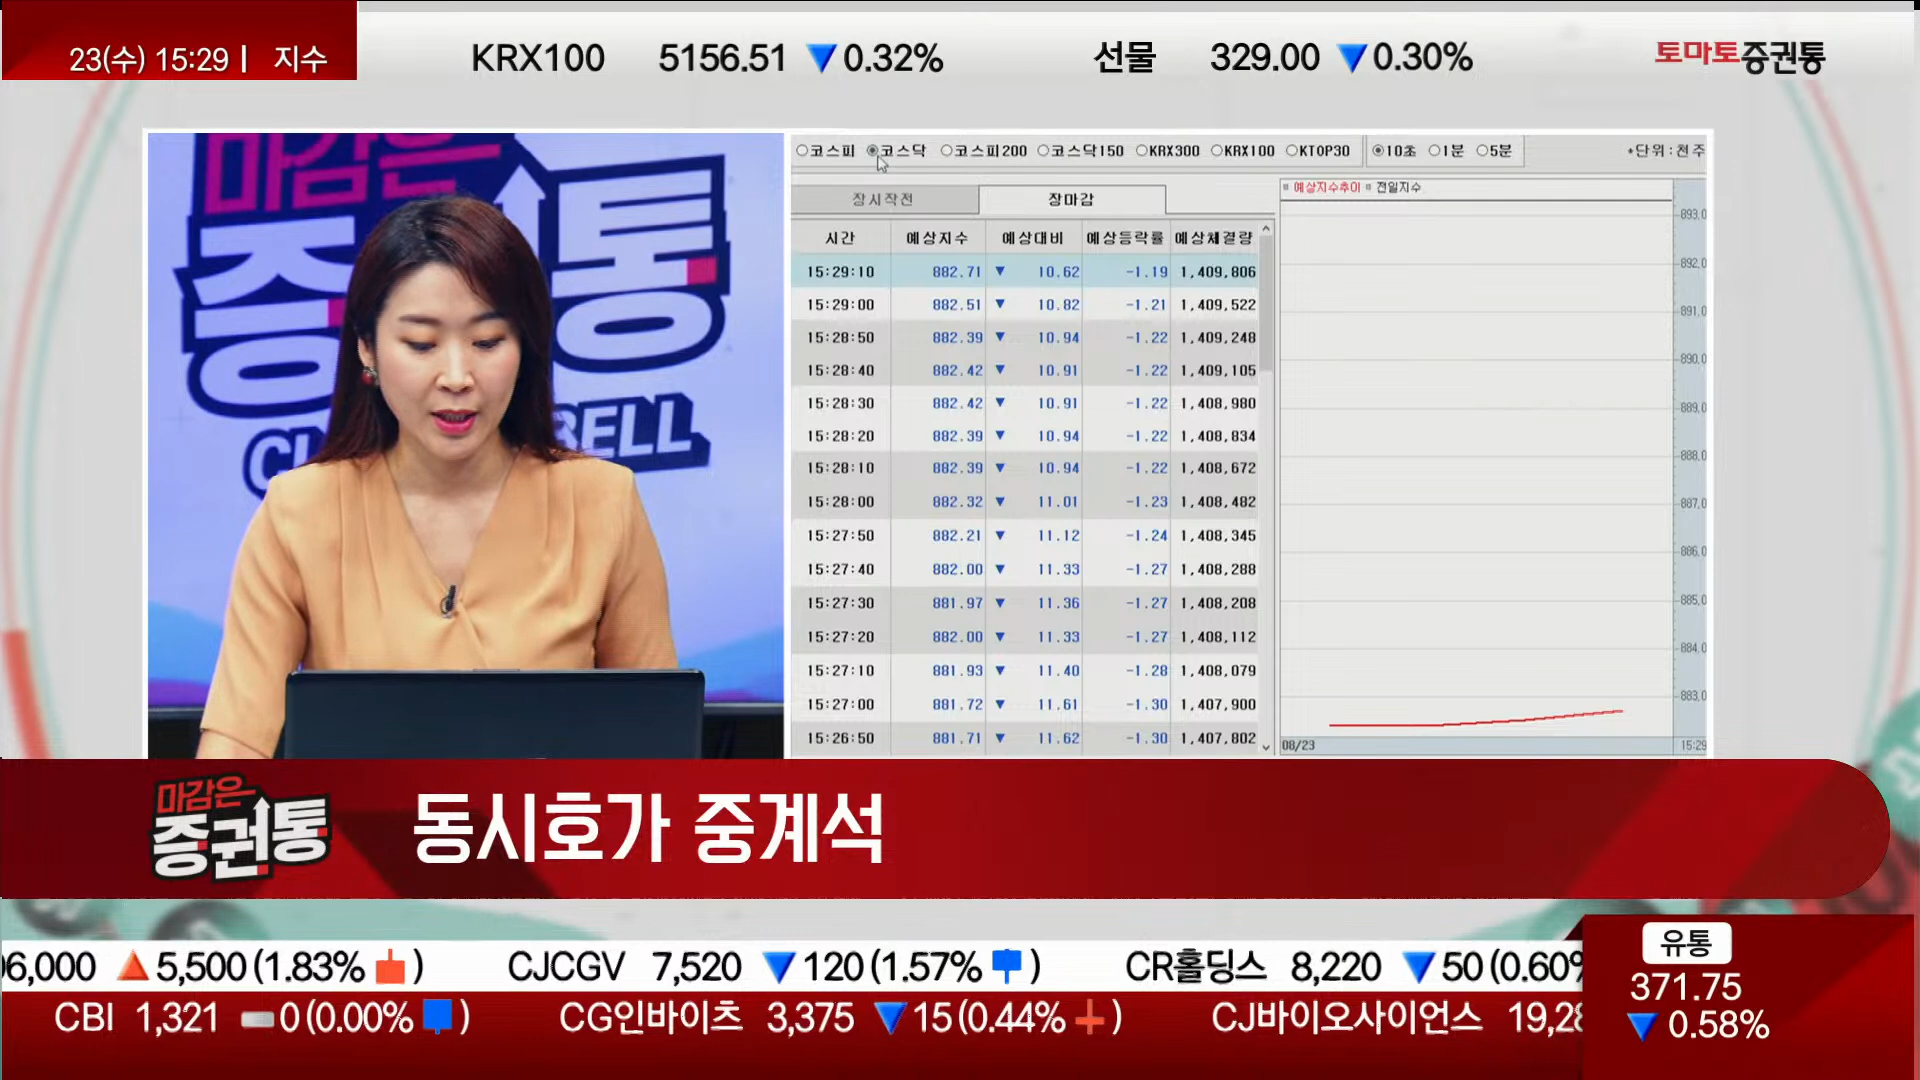 23(수) 15:29 | 지수
KRX100 5156.51 ▼0.32% 선물 329.00 ▼0.30%
토마토증권통
마감은
증권통
BELL
코스피 코스닥 코스피200 코스닥150 KRX300 KRX100 KTOP30 10초 1분 5분 *단위:천주
장시작전 장마감
시간 예상지수 예상대비 예상등락률 예상체결량
15:29:10 882.71 ▼ 10.62 -1.19 1,409,806
15:29:00 882.51 ▼ 10.82 -1.21 1,409,522
15:28:50 882.39 ▼ 10.94 -1.22 1,409,248
15:28:40 882.42 ▼ 10.91 -1.22 1,409,105
15:28:30 882.42 ▼ 10.91 -1.22 1,408,980
15:28:20 882.39 ▼ 10.94 -1.22 1,408,834
15:28:10 882.39 ▼ 10.94 -1.22 1,408,672
15:28:00 882.32 ▼ 11.01 -1.23 1,408,482
15:27:50 882.21 ▼ 11.12 -1.24 1,408,345
15:27:40 882.00 ▼ 11.33 -1.27 1,408,288
15:27:30 881.97 ▼ 11.36 -1.27 1,408,208
15:27:20 882.00 ▼ 11.33 -1.27 1,408,112
15:27:10 881.93 ▼ 11.40 -1.28 1,408,079
15:27:00 881.72 ▼ 11.61 -1.30 1,407,900
15:26:50 881.71 ▼ 11.62 -1.30 1,407,802
예상지수추이 전일지수
893,0
892,0
891,0
890,0
889,0
888,0
887,0
886,0
885,0
884,0
883,0
08/23 15:29
마감은
증권통
동시호가 중계석
6,000 ▲5,500(1.83%) CJCGV 7,520 ▼120(1.57%) CR홀딩스 8,220 ▼50(0.60%
CBI 1,321 0(0.00%) CG인바이츠 3,375 ▼15(0.44%) CJ바이오사이언스 19,28
유통
371.75
▼0.58%